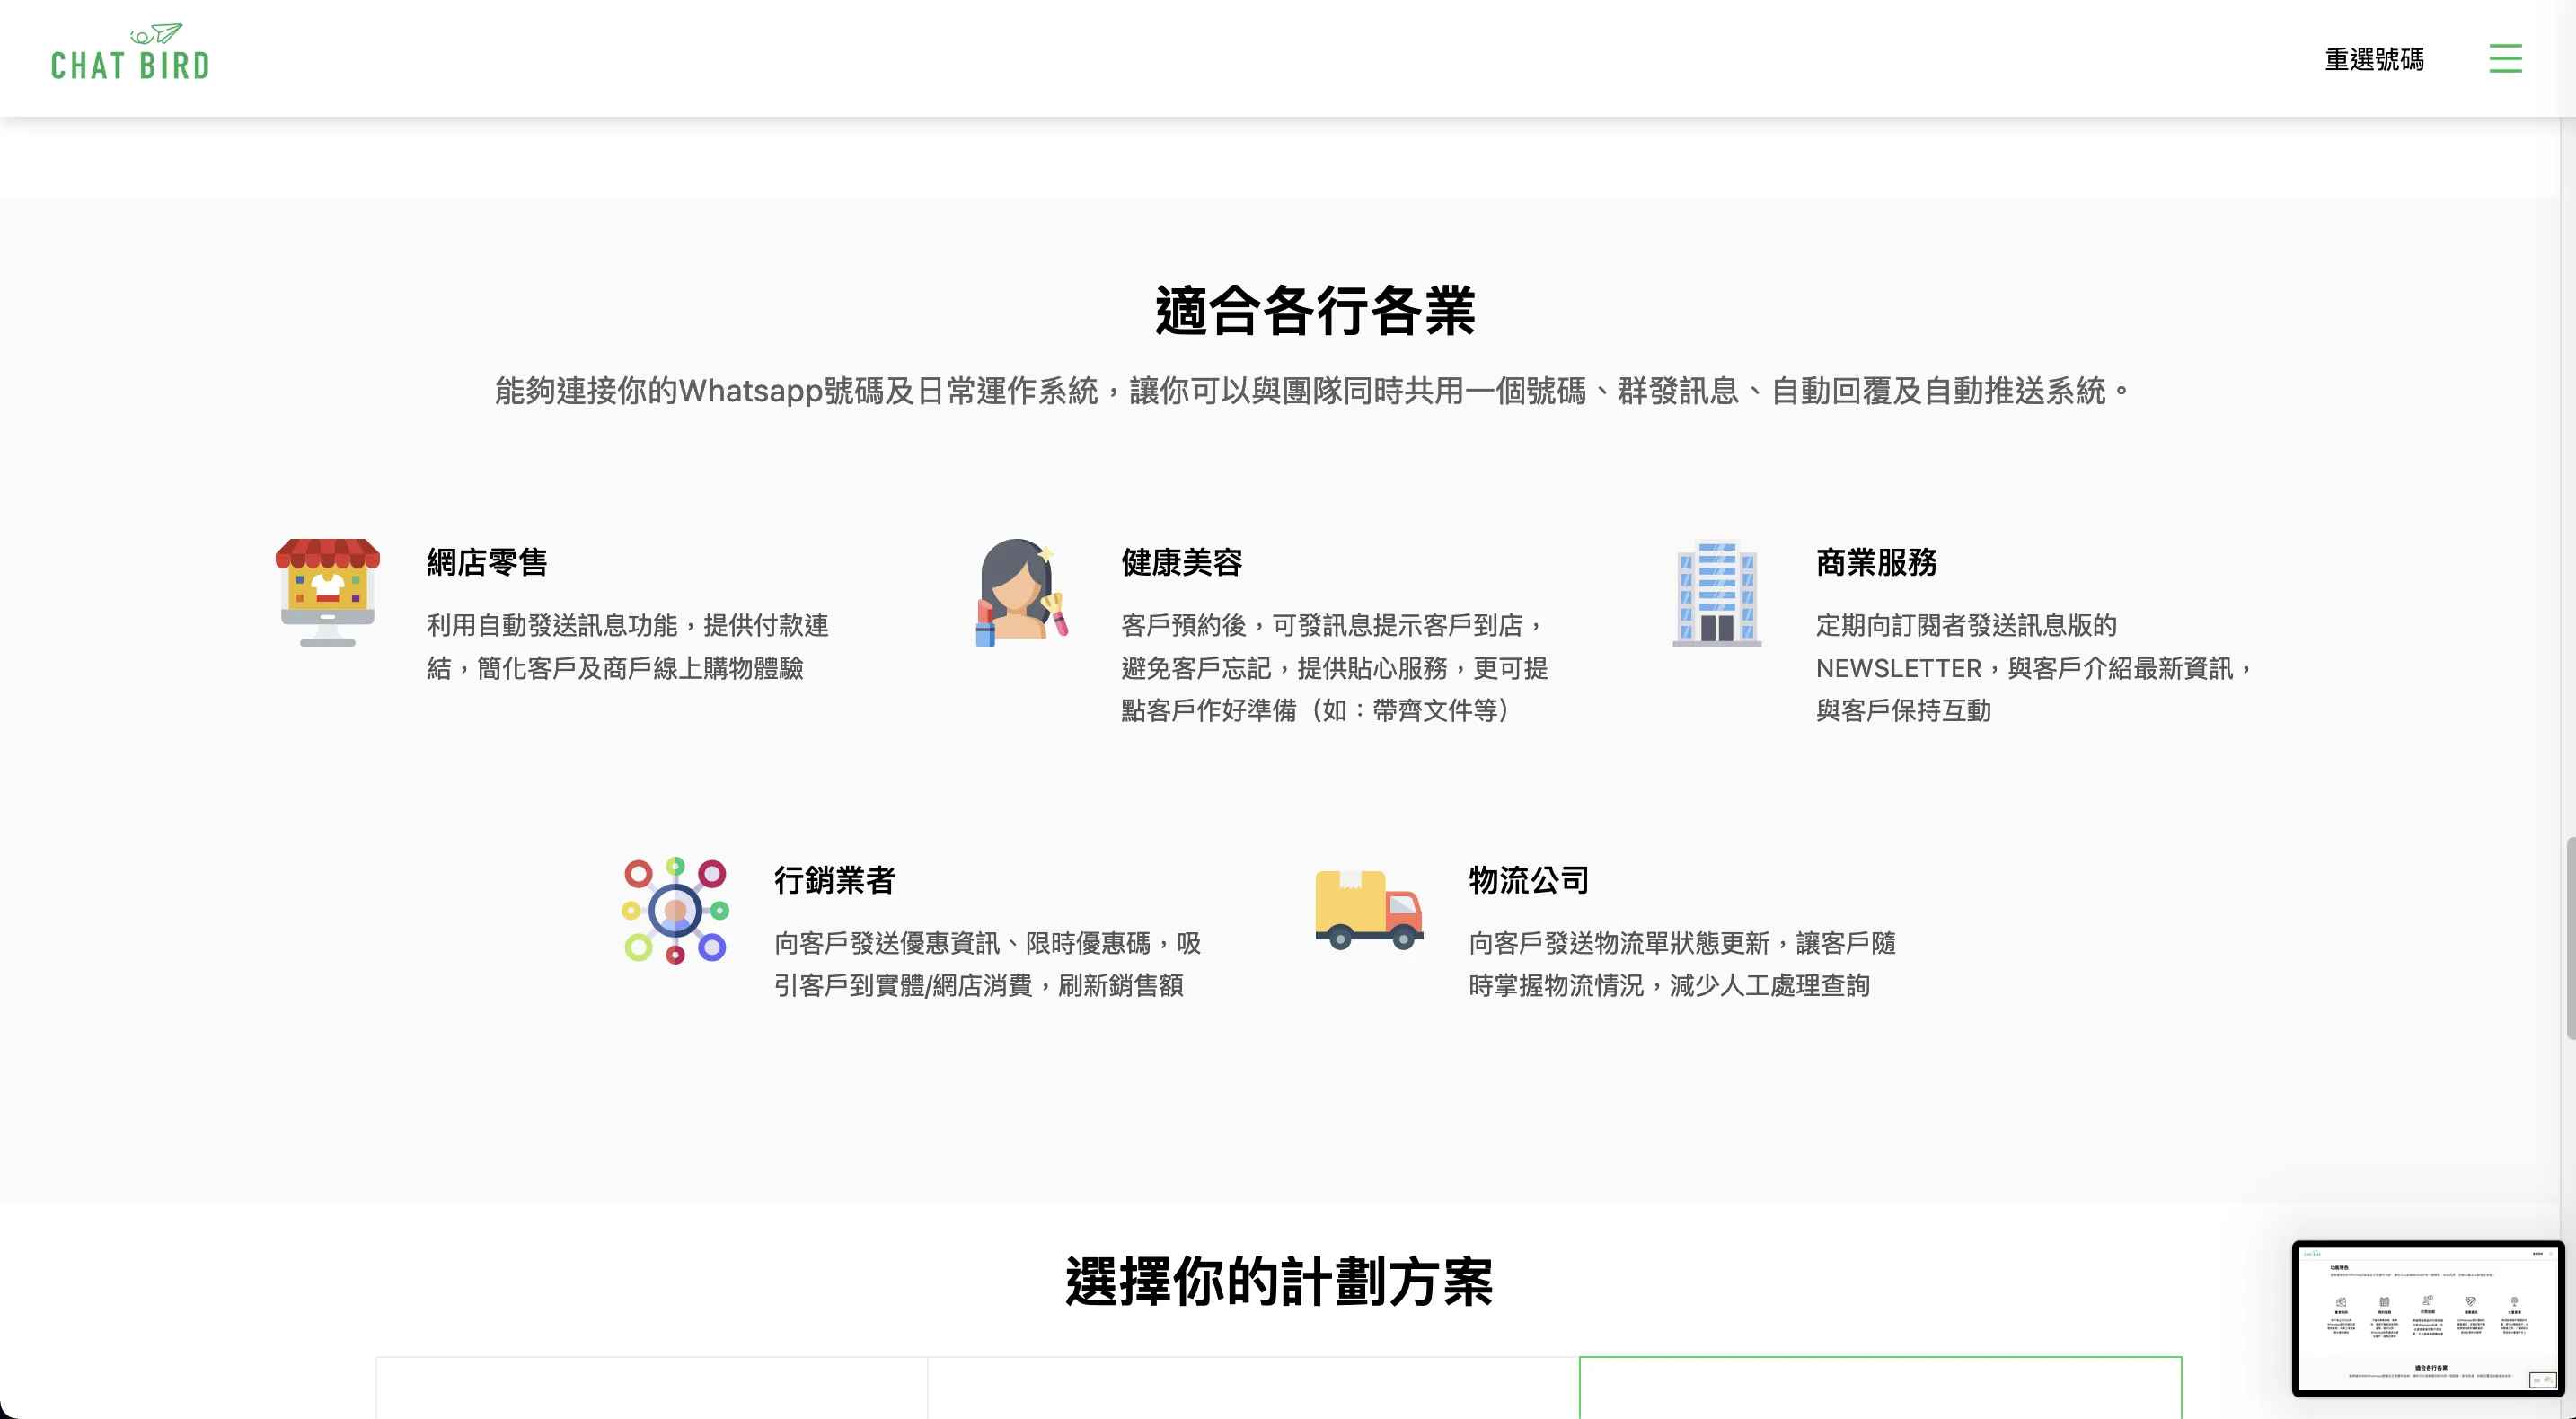 CHAT BIRD
重選號碼
適合各行各業
能夠連接你的Whatsapp號碼及日常運作系統，讓你可以與團隊同時共用一個號碼、群發訊息、自動回覆及自動推送系統。
網店零售
利用自動發送訊息功能，提供付款連
結，簡化客戶及商戶線上購物體驗
健康美容
客戶預約後，可發訊息提示客戶到店，
避免客戶忘記，提供貼心服務，更可提
點客戶作好準備（如：帶齊文件等）
商業服務
定期向訂閱者發送訊息版的
NEWSLETTER，與客戶介紹最新資訊，
與客戶保持互動
行銷業者
向客戶發送優惠資訊、限時優惠碼，吸
引客戶到實體/網店消費，刷新銷售額
物流公司
向客戶發送物流單狀態更新，讓客戶隨
時掌握物流情況，減少人工處理查詢
選擇你的計劃方案
功能特色
適合各行各業